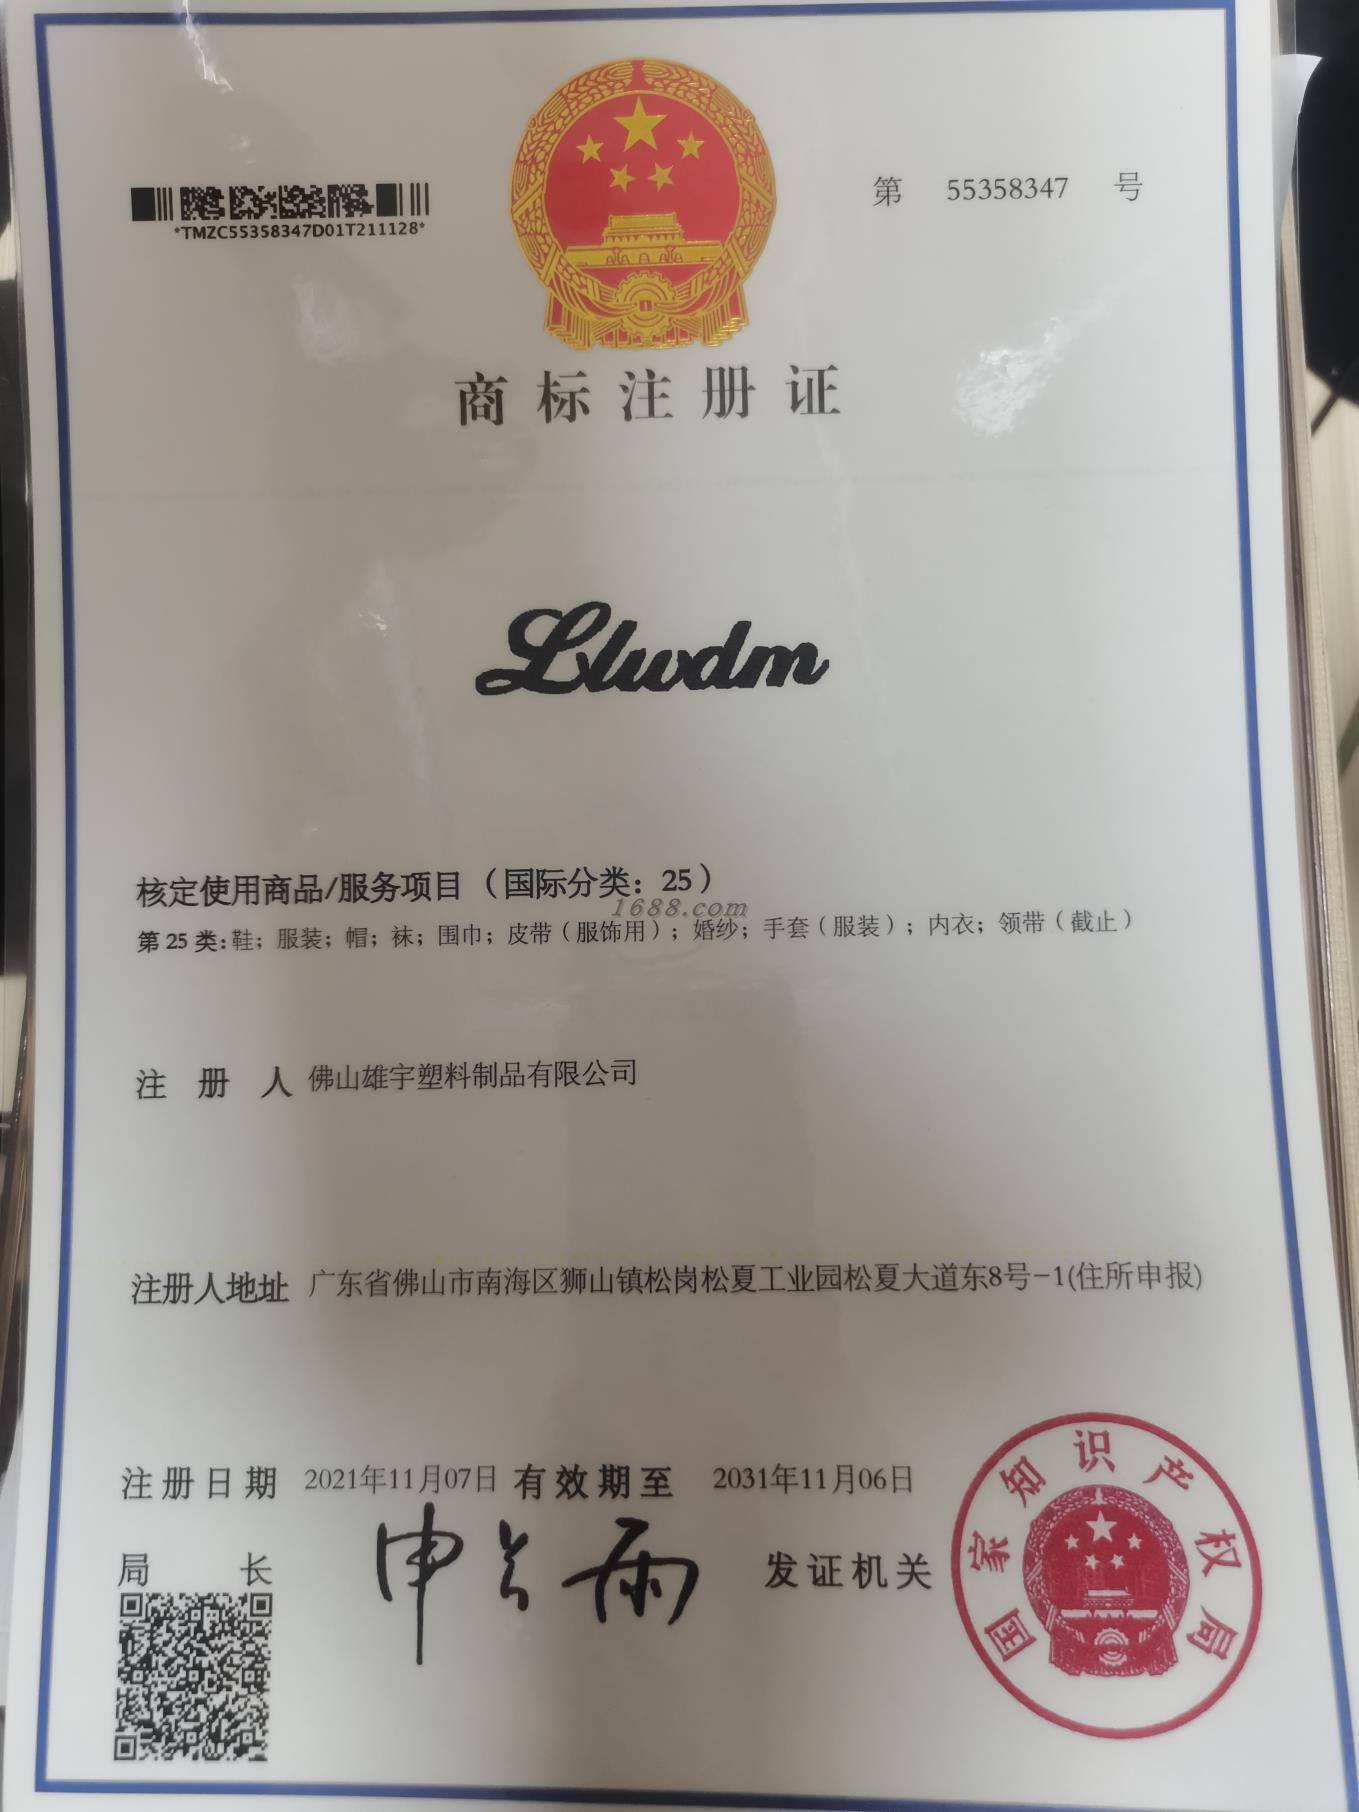 第 55358347 号
*TMZC55358347D01T211128*
商标注册证
Llwdm
核定使用商品/服务项目（国际分类：25）
1688.com
第25类：鞋；服装；帽；袜；围巾；皮带（服饰用）；婚纱；手套（服装）；内衣；领带（截止）
注册人 佛山雄宇塑料制品有限公司
注册人地址 广东省佛山市南海区狮山镇松岗松夏工业园松夏大道东8号-1(住所申报)
注册日期 2021年11月07日 有效期至 2031年11月06日
局长 申长雨 发证机关
国家知识产权局